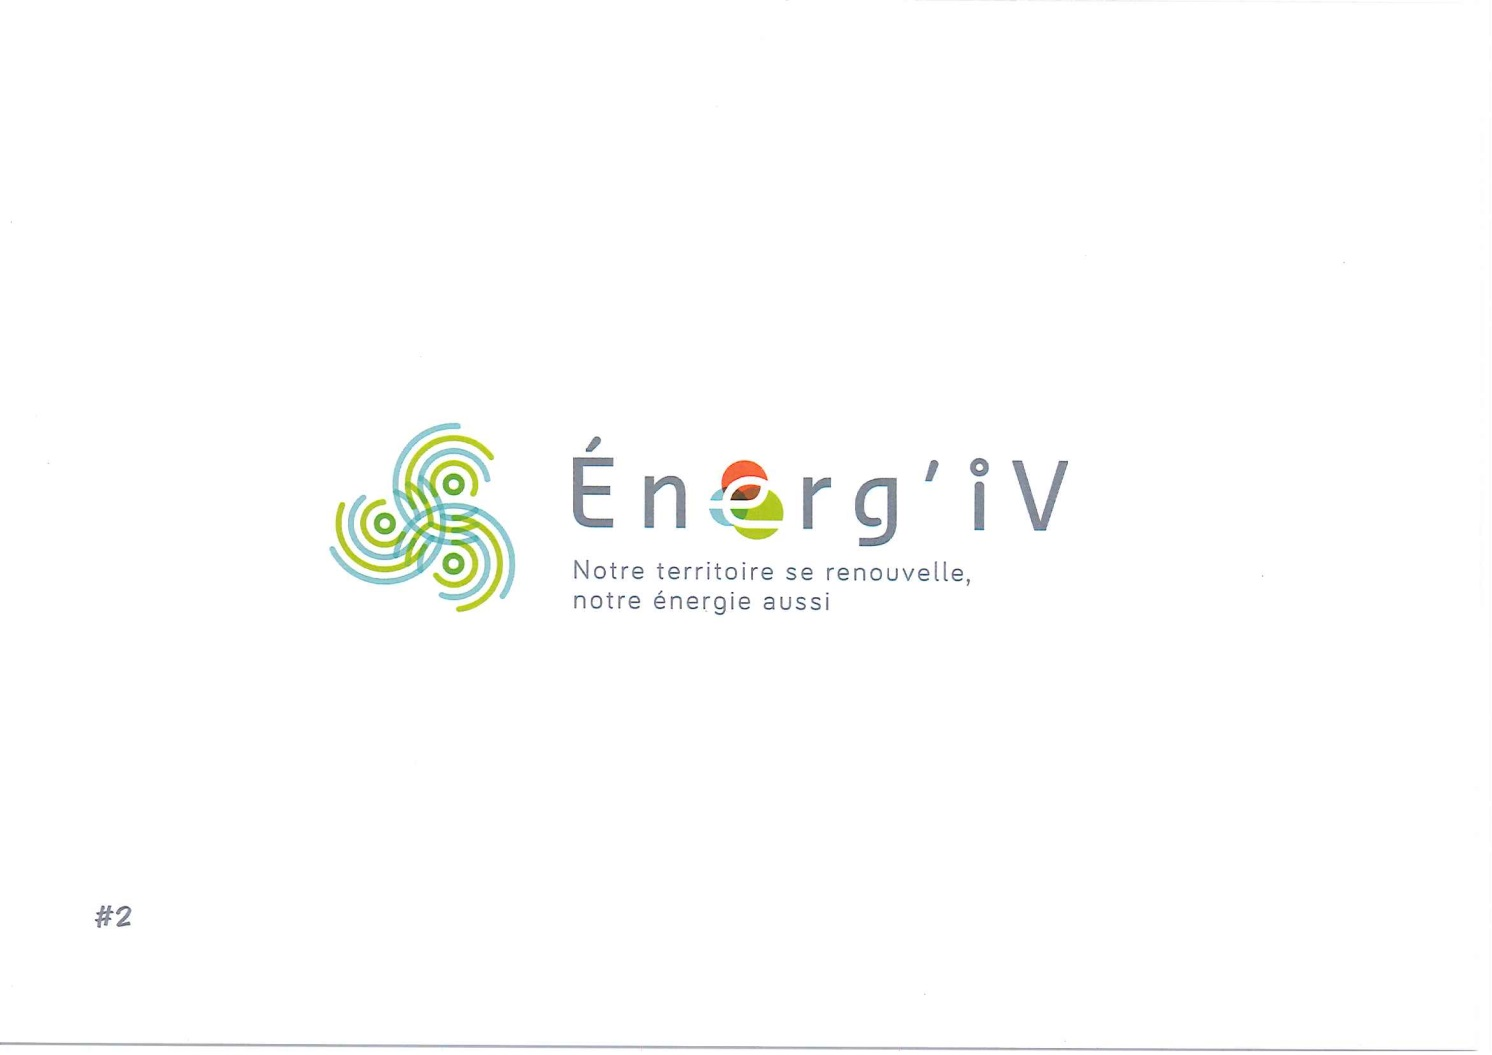 Énerg'iV
Notre territoire se renouvelle,
notre énergie aussi
#2